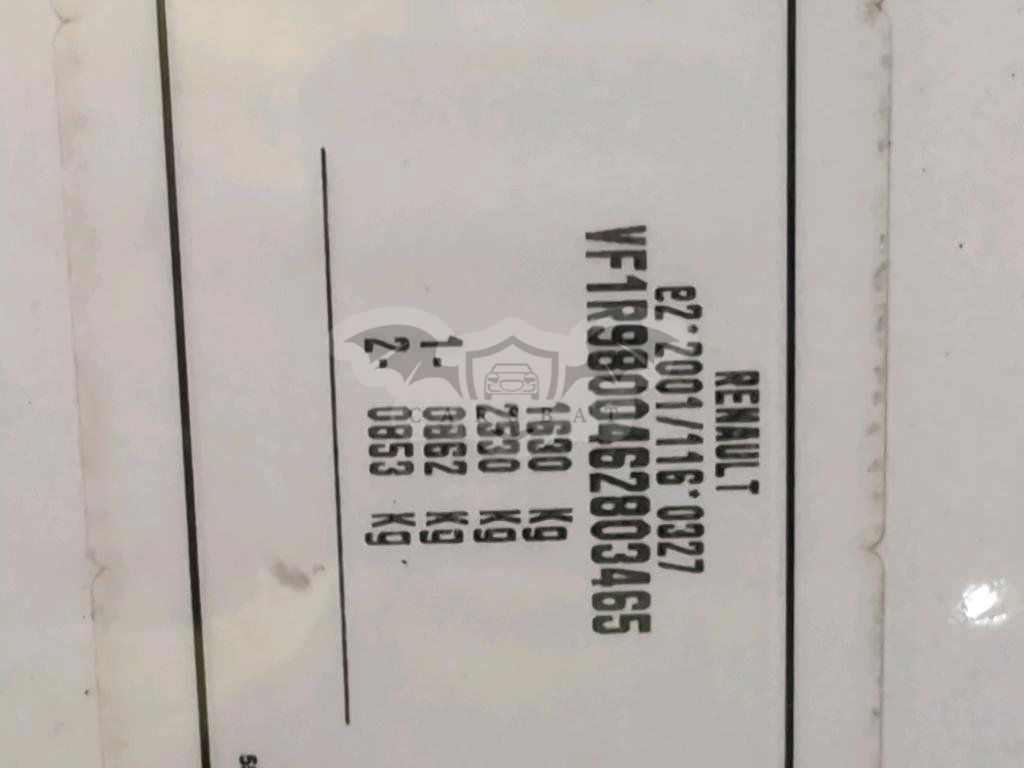 RENAULT
e2*2001/116*0327
VF1R9800462803465
1630 Kg
2530 Kg
1- 0862 Kg
2- 0853 Kg